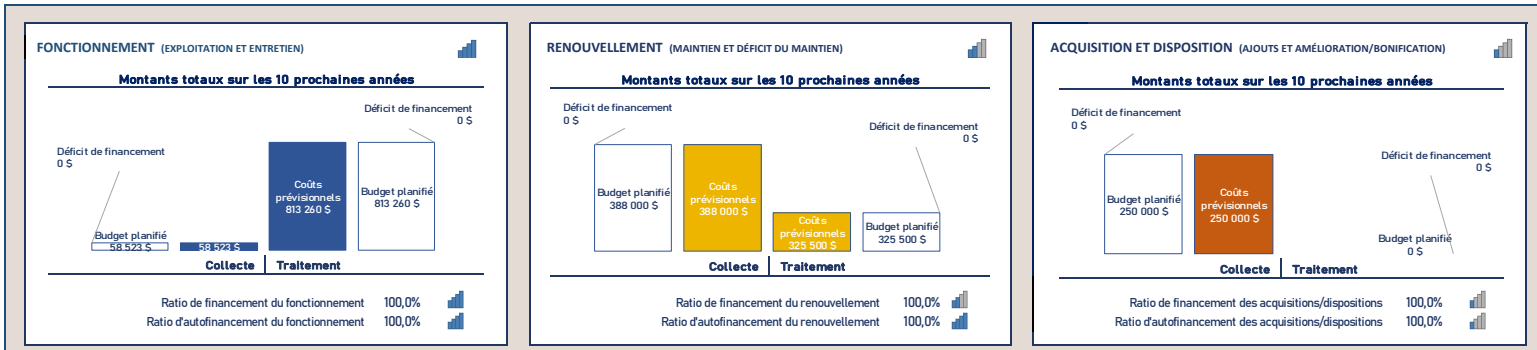 FONCTIONNEMENT (EXPLOITATION ET ENTRETIEN)
Montants totaux sur les 10 prochaines années
Déficit de financement
0 $
Déficit de financement
0 $
Budget planifié
58 523 $
58 523 $
Coûts
prévisionnels
813 260 $
Budget planifié
813 260 $
Collecte
Traitement
Ratio de financement du fonctionnement 100,0%
Ratio d'autofinancement du fonctionnement 100,0%
RENOUVELLEMENT (MAINTIEN ET DÉFICIT DU MAINTIEN)
Montants totaux sur les 10 prochaines années
Déficit de financement
0 $
Déficit de financement
0 $
Budget planifié
388 000 $
Coûts
prévisionnels
388 000 $
Coûts
prévisionnels
325 500 $
Budget planifié
325 500 $
Collecte
Traitement
Ratio de financement du renouvellement 100,0%
Ratio d'autofinancement du renouvellement 100,0%
ACQUISITION ET DISPOSITION (AJOUTS ET AMÉLIORATION/BONIFICATION)
Montants totaux sur les 10 prochaines années
Déficit de financement
0 $
Déficit de financement
0 $
Budget planifié
250 000 $
Coûts
prévisionnels
250 000 $
Budget planifié
0 $
Collecte
Traitement
Ratio de financement des acquisitions/dispositions 100,0%
Ratio d'autofinancement des acquisitions/dispositions 100,0%